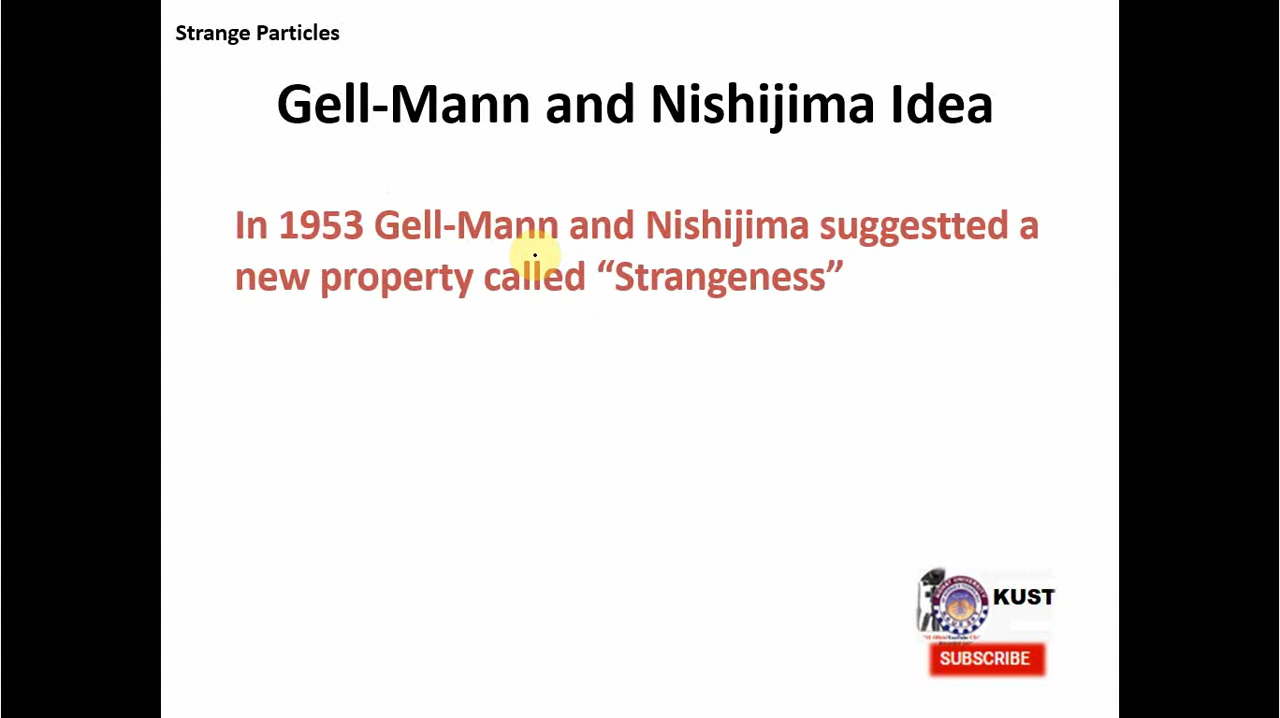 Strange Particles
Gell-Mann and Nishijima Idea
In 1953 Gell-Mann and Nishijima suggestted a
new property called “Strangeness”
KUST
SUBSCRIBE